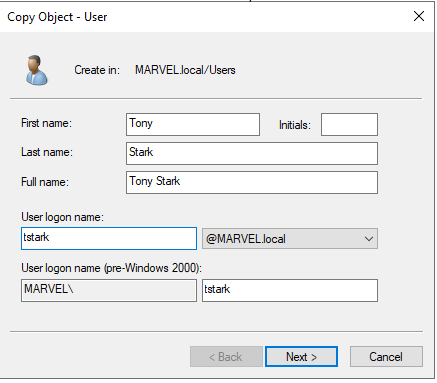 Copy Object - User
Create in: MARVEL.local/Users
First name: Tony Initials:
Last name: Stark
Full name: Tony Stark
User logon name:
tstark @MARVEL.local
User logon name (pre-Windows 2000):
MARVEL\ tstark
< Back Next > Cancel